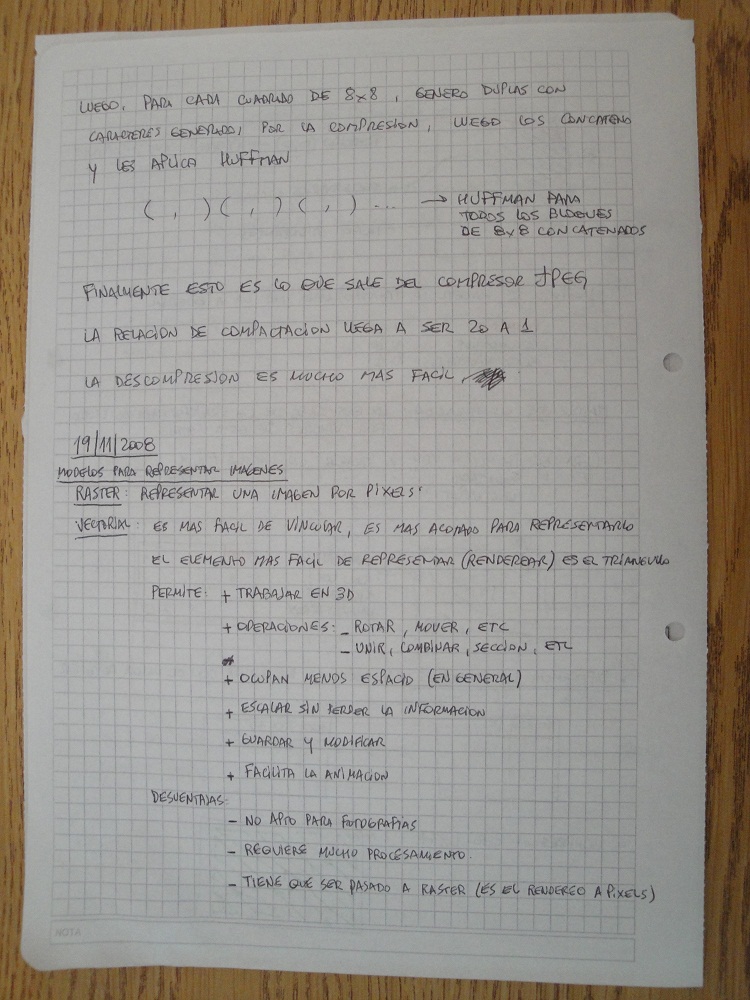 LUEGO, PARA CADA CUADRADO DE 8x8, GENERO DUPLAS CON
CARACTERES GENERADOS POR LA COMPRESION, LUEGO LOS CONCATENO
Y LES APLICA HUFFMAN
( , ) ( , ) ( , ) ... → HUFFMAN PARA
TODOS LOS BLOQUES
DE 8x8 CONCATENADOS
FINALMENTE ESTO ES LO QUE SALE DEL COMPRESOR JPEG
LA RELACION DE COMPACTACION LLEGA A SER 20 A 1
LA DESCOMPRESION ES MUCHO MAS FACIL
19/11/2008
MODELOS PARA REPRESENTAR IMAGENES
RASTER: REPRESENTAR UNA IMAGEN POR PIXELS
VECTORIAL: ES MAS FACIL DE VINCULAR, ES MAS ACOTADO PARA REPRESENTARLO
EL ELEMENTO MAS FACIL DE REPRESENTAR (RENDEREAR) ES EL TRIANGULO
PERMITE: + TRABAJAR EN 3D
+ OPERACIONES: - ROTAR, MOVER, ETC
- UNIR, COMBINAR, SECCION, ETC
+ OCUPAN MENOS ESPACIO (EN GENERAL)
+ ESCALAR SIN PERDER LA INFORMACION
+ GUARDAR Y MODIFICAR
+ FACILITA LA ANIMACION
DESVENTAJAS:
- NO APTO PARA FOTOGRAFIAS
- REQUIERE MUCHO PROCESAMIENTO.
- TIENE QUE SER PASADO A RASTER (ES EL RENDEREO A PIXELS)
NOTA